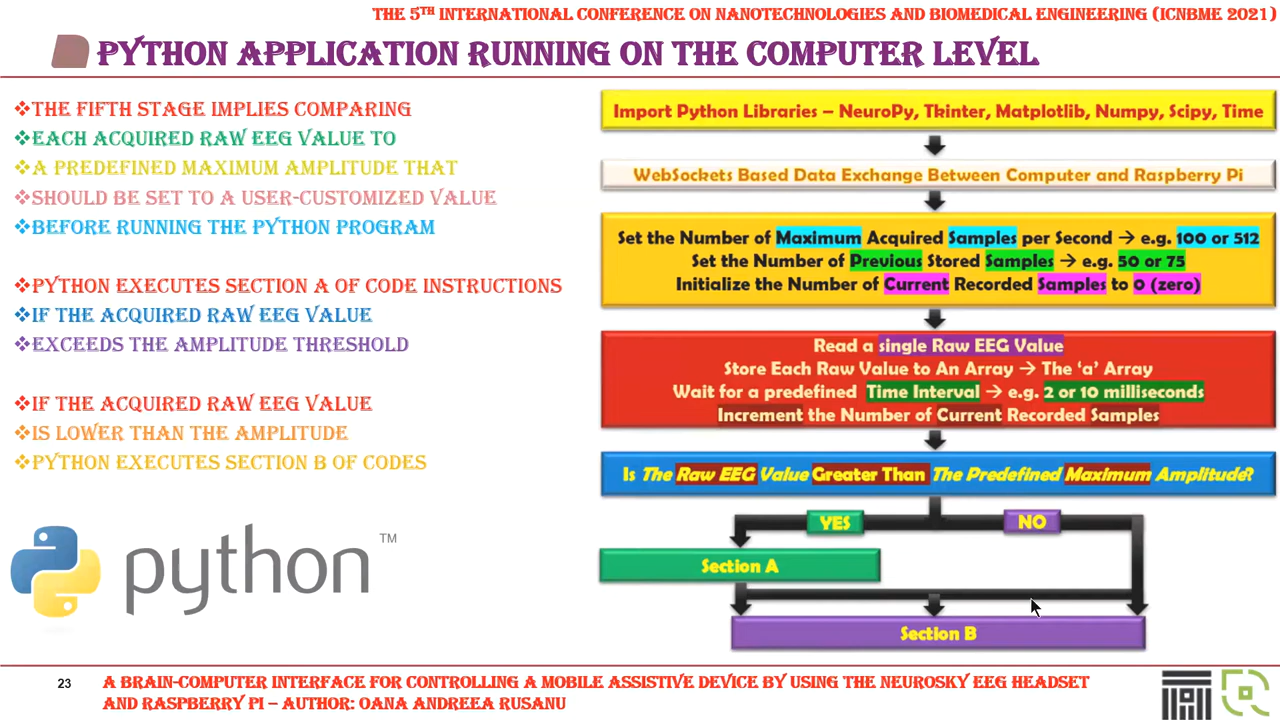 THE 5TH INTERNATIONAL CONFERENCE ON NANOTECHNOLOGIES AND BIOMEDICAL ENGINEERING (ICNBME 2021)
PYTHON APPLICATION RUNNING ON THE COMPUTER LEVEL
❖THE FIFTH STAGE IMPLIES COMPARING
❖EACH ACQUIRED RAW EEG VALUE TO
❖A PREDEFINED MAXIMUM AMPLITUDE THAT
❖SHOULD BE SET TO A USER-CUSTOMIZED VALUE
❖BEFORE RUNNING THE PYTHON PROGRAM
❖PYTHON EXECUTES SECTION A OF CODE INSTRUCTIONS
❖IF THE ACQUIRED RAW EEG VALUE
❖EXCEEDS THE AMPLITUDE THRESHOLD
❖IF THE ACQUIRED RAW EEG VALUE
❖IS LOWER THAN THE AMPLITUDE
❖PYTHON EXECUTES SECTION B OF CODES
python TM
Import Python Libraries – NeuroPy, Tkinter, Matplotlib, Numpy, Scipy, Time
WebSockets Based Data Exchange Between Computer and Raspberry Pi
Set the Number of Maximum Acquired Samples per Second → e.g. 100 or 512
Set the Number of Previous Stored Samples → e.g. 50 or 75
Initialize the Number of Current Recorded Samples to 0 (zero)
Read a single Raw EEG Value
Store Each Raw Value to An Array → The 'a' Array
Wait for a predefined Time Interval → e.g. 2 or 10 milliseconds
Increment the Number of Current Recorded Samples
Is The Raw EEG Value Greater Than The Predefined Maximum Amplitude?
YES
NO
Section A
Section B
23
A BRAIN-COMPUTER INTERFACE FOR CONTROLLING A MOBILE ASSISTIVE DEVICE BY USING THE NEUROSKY EEG HEADSET
AND RASPBERRY PI – AUTHOR: OANA ANDREEA RUSANU